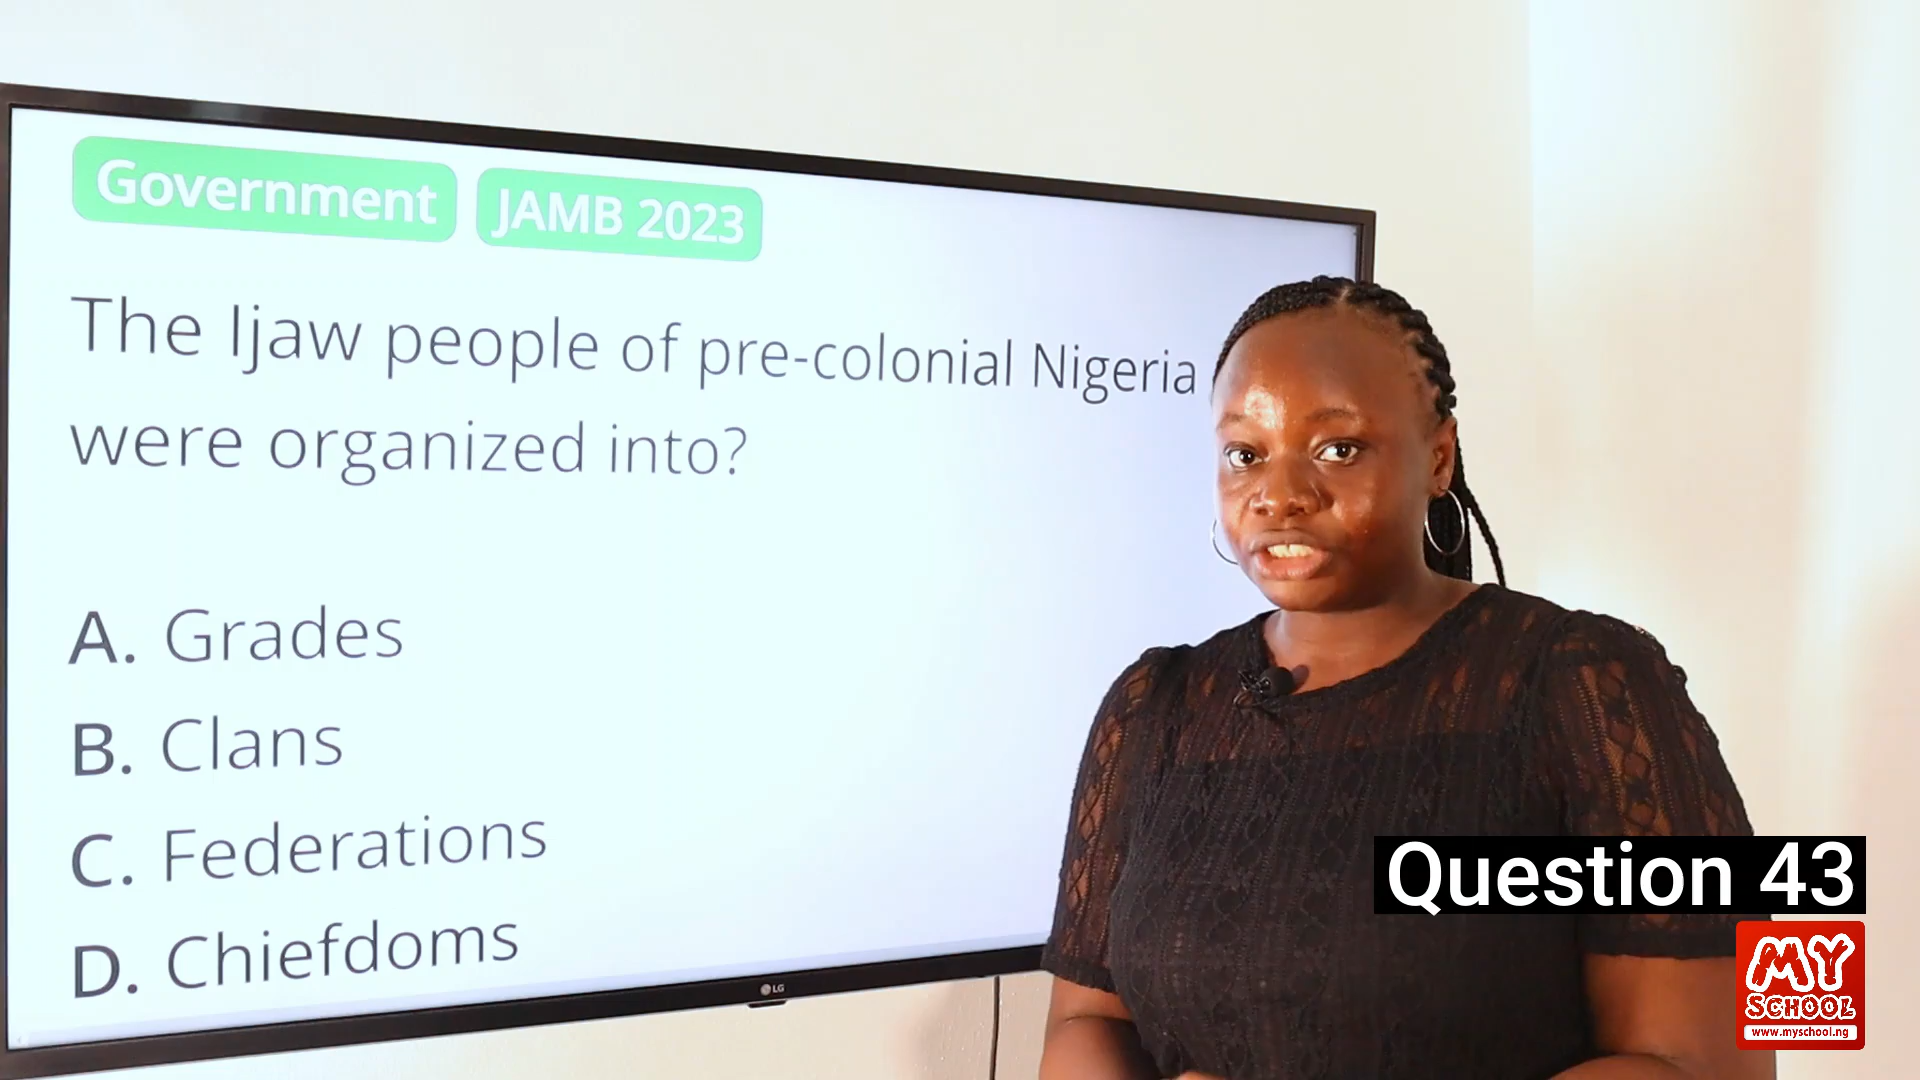 Government JAMB 2023
The Ijaw people of pre-colonial Nigeria
were organized into?
A. Grades
B. Clans
C. Federations
D. Chiefdoms
LG
Question 43
MY
SCHOOL
www.myschool.ng